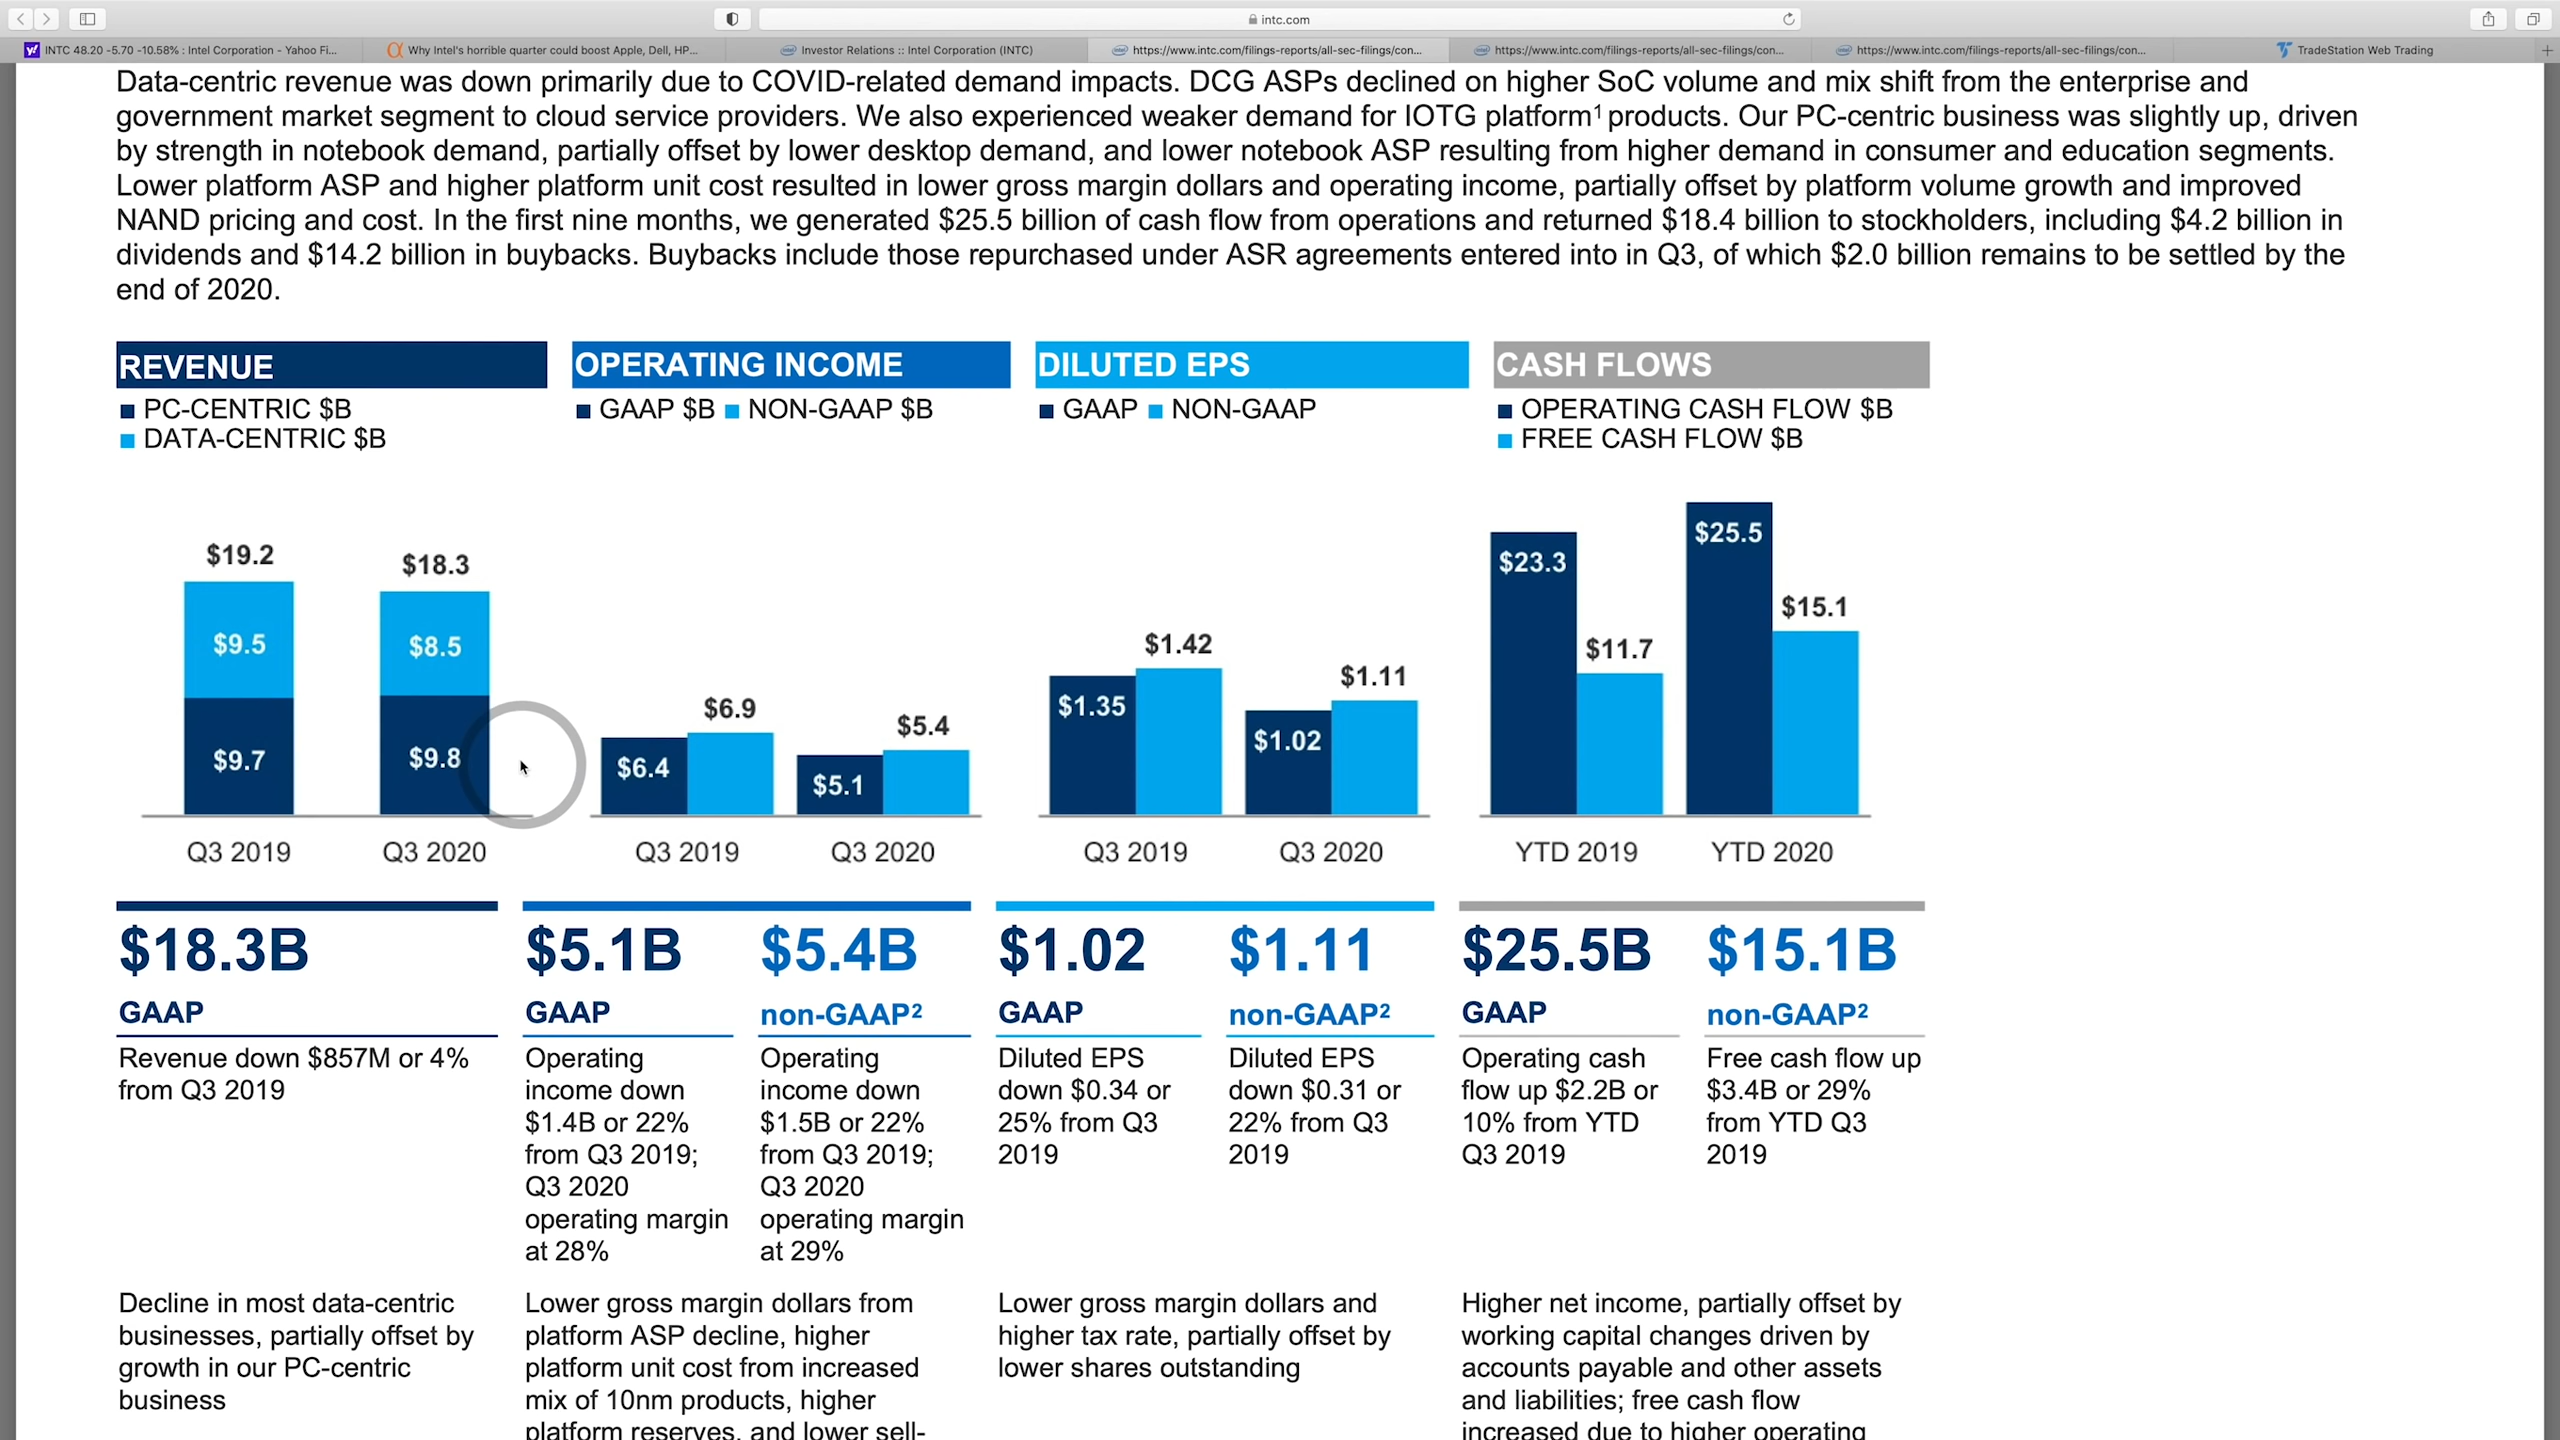 intc.com
INTC 48.20 -5.70 -10.58% : Intel Corporation - Yahoo Fi...
Why Intel's horrible quarter could boost Apple, Dell, HP...
Investor Relations :: Intel Corporation (INTC)
https://www.intc.com/filings-reports/all-sec-filings/con...
https://www.intc.com/filings-reports/all-sec-filings/con...
https://www.intc.com/filings-reports/all-sec-filings/con...
TradeStation Web Trading
Data-centric revenue was down primarily due to COVID-related demand impacts. DCG ASPs declined on higher SoC volume and mix shift from the enterprise and
government market segment to cloud service providers. We also experienced weaker demand for IOTG platform¹ products. Our PC-centric business was slightly up, driven
by strength in notebook demand, partially offset by lower desktop demand, and lower notebook ASP resulting from higher demand in consumer and education segments.
Lower platform ASP and higher platform unit cost resulted in lower gross margin dollars and operating income, partially offset by platform volume growth and improved
NAND pricing and cost. In the first nine months, we generated $25.5 billion of cash flow from operations and returned $18.4 billion to stockholders, including $4.2 billion in
dividends and $14.2 billion in buybacks. Buybacks include those repurchased under ASR agreements entered into in Q3, of which $2.0 billion remains to be settled by the
end of 2020.
REVENUE
PC-CENTRIC $B
DATA-CENTRIC $B
$19.2
$18.3
$9.5
$8.5
$9.7
$9.8
Q3 2019
Q3 2020
OPERATING INCOME
GAAP $B NON-GAAP $B
$6.9
$5.4
$6.4
$5.1
Q3 2019
Q3 2020
DILUTED EPS
GAAP NON-GAAP
$1.42
$1.11
$1.35
$1.02
Q3 2019
Q3 2020
CASH FLOWS
OPERATING CASH FLOW $B
FREE CASH FLOW $B
$25.5
$23.3
$15.1
$11.7
YTD 2019
YTD 2020
$18.3B
GAAP
Revenue down $857M or 4%
from Q3 2019
$5.1B
GAAP
Operating
income down
$1.4B or 22%
from Q3 2019;
Q3 2020
operating margin
at 28%
$5.4B
non-GAAP²
Operating
income down
$1.5B or 22%
from Q3 2019;
Q3 2020
operating margin
at 29%
$1.02
GAAP
Diluted EPS
down $0.34 or
25% from Q3
2019
$1.11
non-GAAP²
Diluted EPS
down $0.31 or
22% from Q3
2019
$25.5B
GAAP
Operating cash
flow up $2.2B or
10% from YTD
Q3 2019
$15.1B
non-GAAP²
Free cash flow up
$3.4B or 29%
from YTD Q3
2019
Decline in most data-centric
businesses, partially offset by
growth in our PC-centric
business
Lower gross margin dollars from
platform ASP decline, higher
platform unit cost from increased
mix of 10nm products, higher
platform reserves, and lower sell-
Lower gross margin dollars and
higher tax rate, partially offset by
lower shares outstanding
Higher net income, partially offset by
working capital changes driven by
accounts payable and other assets
and liabilities; free cash flow
increased due to higher operating